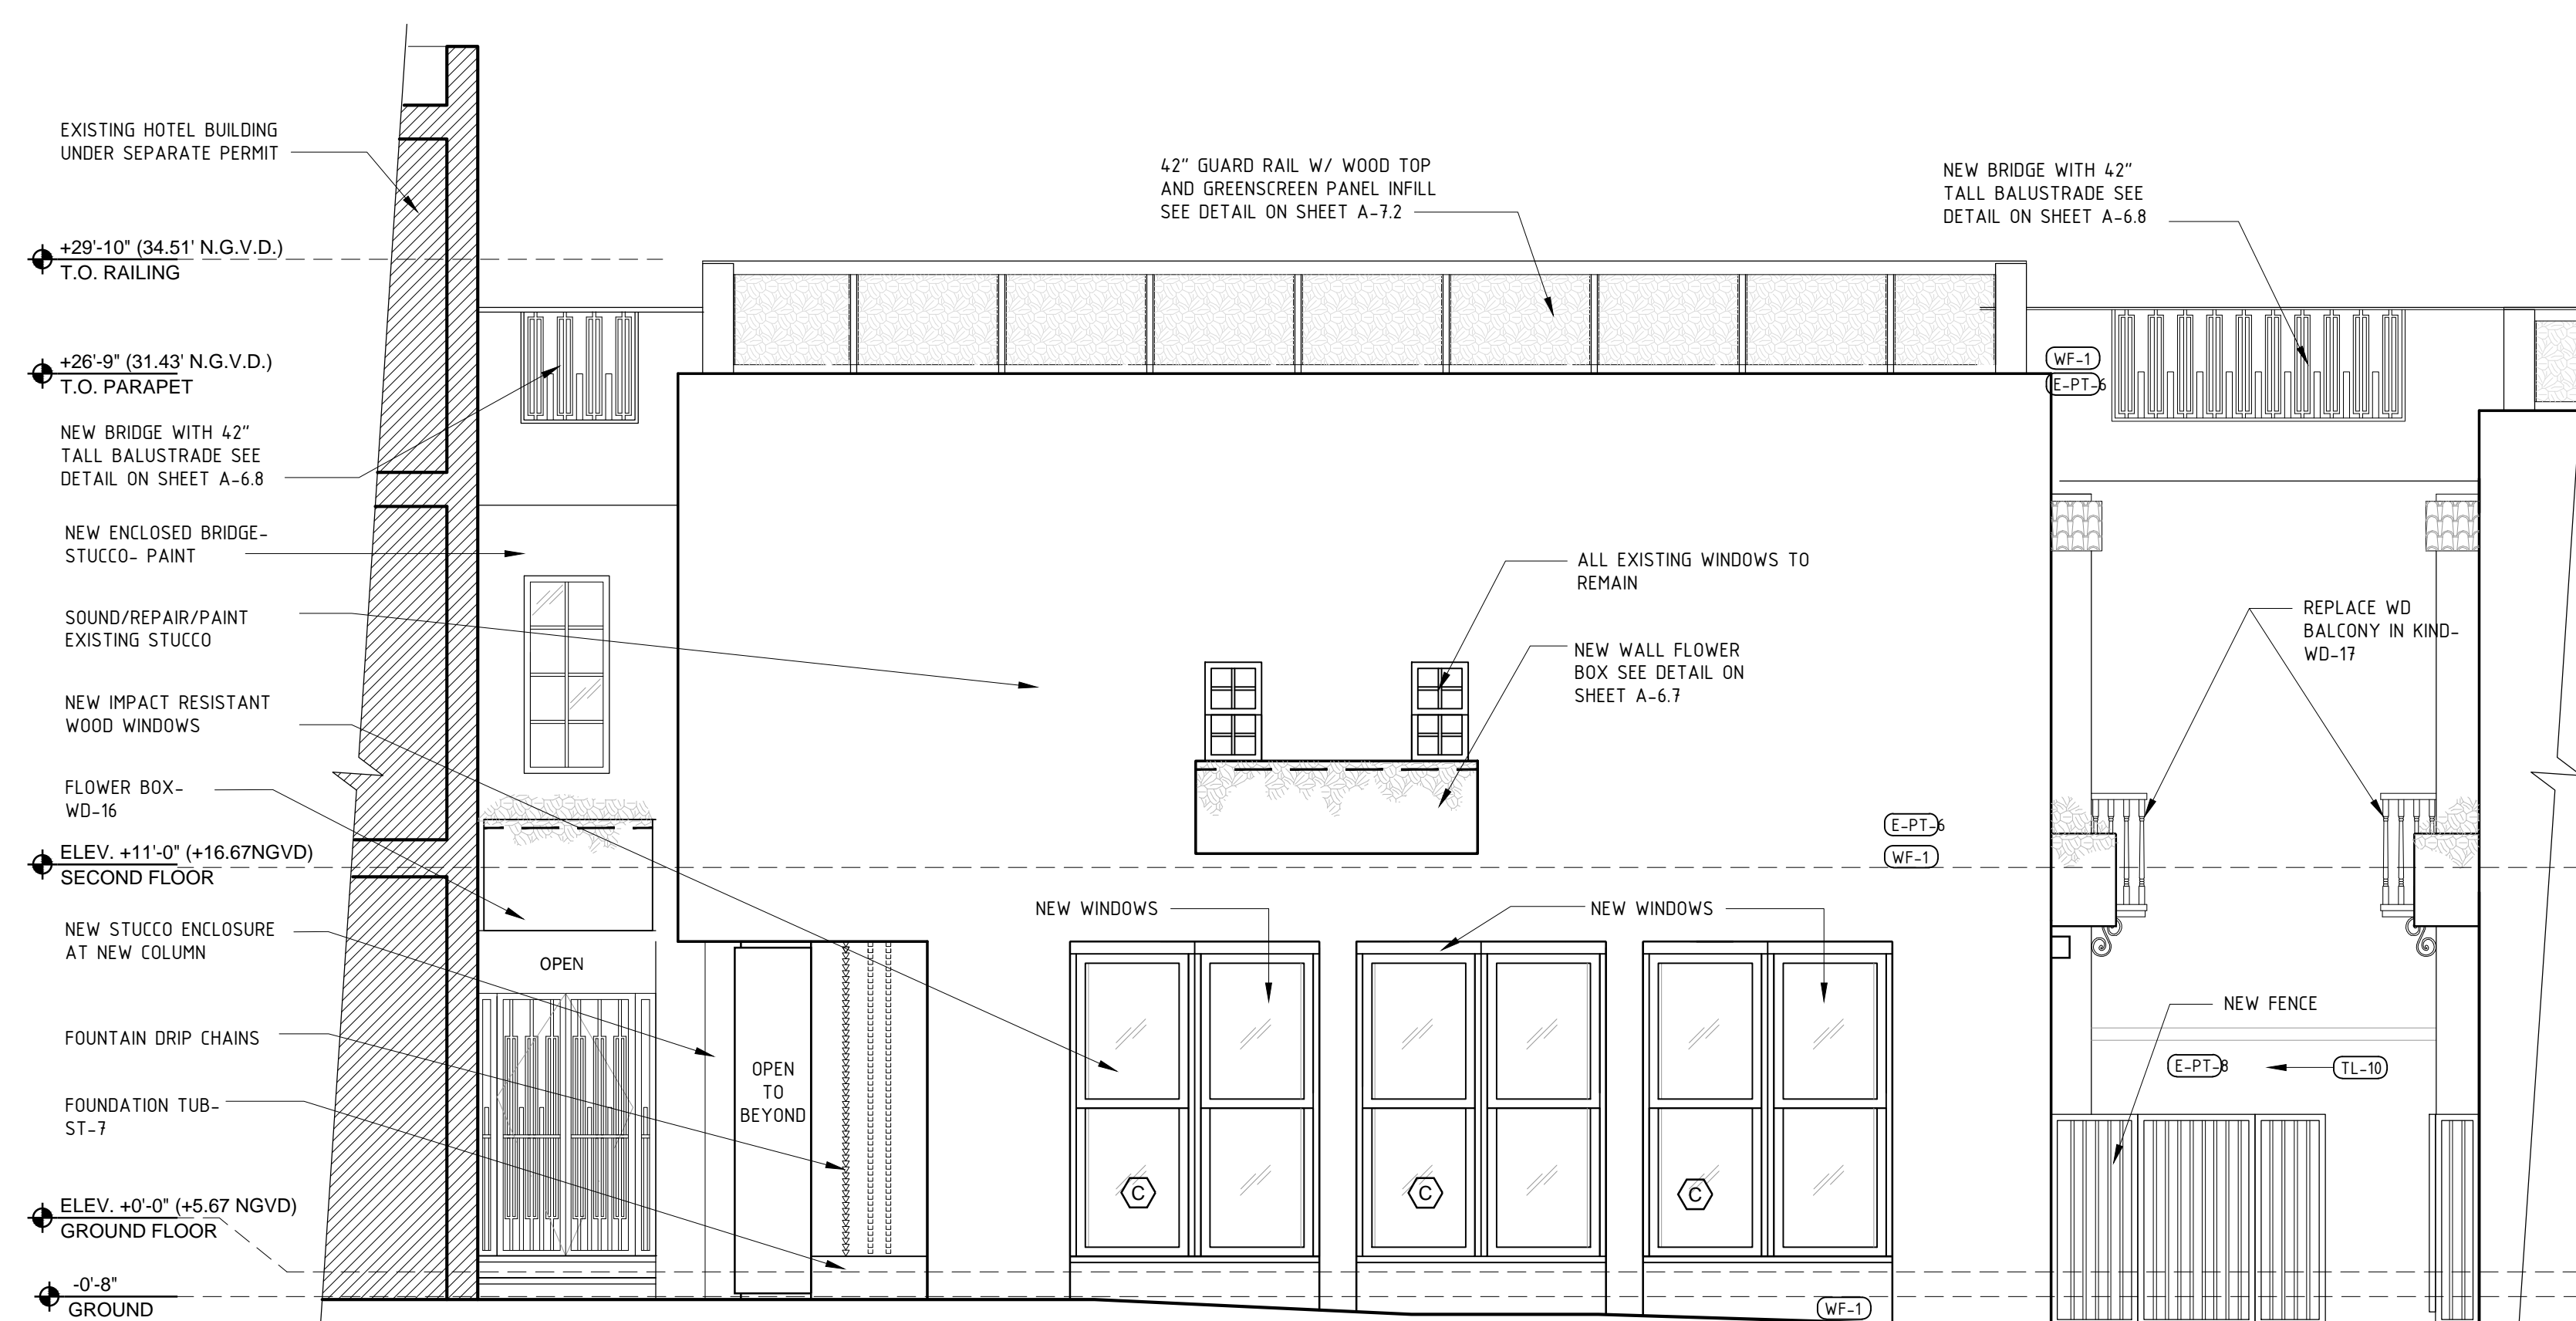 EXISTING HOTEL BUILDING
UNDER SEPARATE PERMIT
+29'-10" (34.51' N.G.V.D.)
T.O. RAILING
+26'-9" (31.43' N.G.V.D.)
T.O. PARAPET
NEW BRIDGE WITH 42"
TALL BALUSTRADE SEE
DETAIL ON SHEET A-6.8
NEW ENCLOSED BRIDGE-
STUCCO- PAINT
SOUND/REPAIR/PAINT
EXISTING STUCCO
NEW IMPACT RESISTANT
WOOD WINDOWS
FLOWER BOX-
WD-16
ELEV. +11'-0" (+16.67NGVD)
SECOND FLOOR
NEW STUCCO ENCLOSURE
AT NEW COLUMN
FOUNTAIN DRIP CHAINS
FOUNDATION TUB-
ST-7
ELEV. +0'-0" (+5.67 NGVD)
GROUND FLOOR
-0'-8"
GROUND
OPEN
OPEN
TO
BEYOND
42" GUARD RAIL W/ WOOD TOP
AND GREENSCREEN PANEL INFILL
SEE DETAIL ON SHEET A-7.2
ALL EXISTING WINDOWS TO
REMAIN
NEW WALL FLOWER
BOX SEE DETAIL ON
SHEET A-6.7
E-PT-6
WF-1
NEW WINDOWS
NEW WINDOWS
C
C
C
WF-1
NEW BRIDGE WITH 42"
TALL BALUSTRADE SEE
DETAIL ON SHEET A-6.8
WF-1
E-PT-6
REPLACE WD
BALCONY IN KIND-
WD-17
NEW FENCE
E-PT-8
TL-10